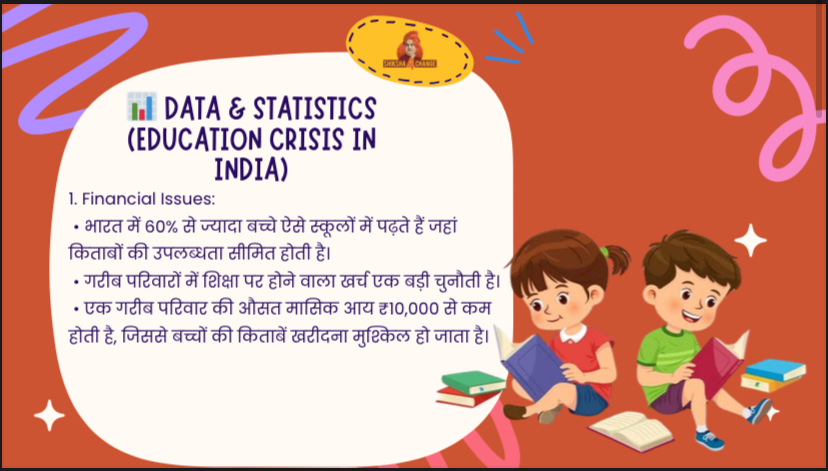 SHIKSHA CHANGE
📊 DATA & STATISTICS
(EDUCATION CRISIS IN
INDIA)
1. Financial Issues:
• भारत में 60% से ज्यादा बच्चे ऐसे स्कूलों में पढ़ते हैं जहां
किताबों की उपलब्धता सीमित होती है।
• गरीब परिवारों में शिक्षा पर होने वाला खर्च एक बड़ी चुनौती है।
• एक गरीब परिवार की औसत मासिक आय ₹10,000 से कम
होती है, जिससे बच्चों की किताबें खरीदना मुश्किल हो जाता है।